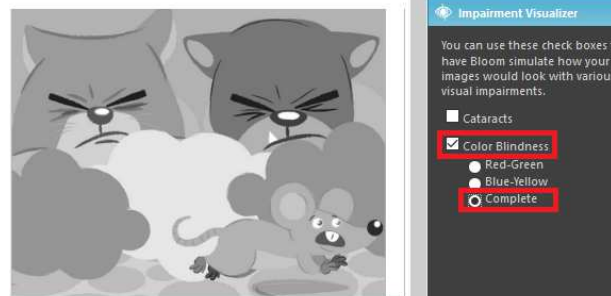 Impairment Visualizer
You can use these check boxes
have Bloom simulate how your
images would look with various
visual impairments.
Cataracts
Color Blindness
Red-Green
Blue-Yellow
Complete